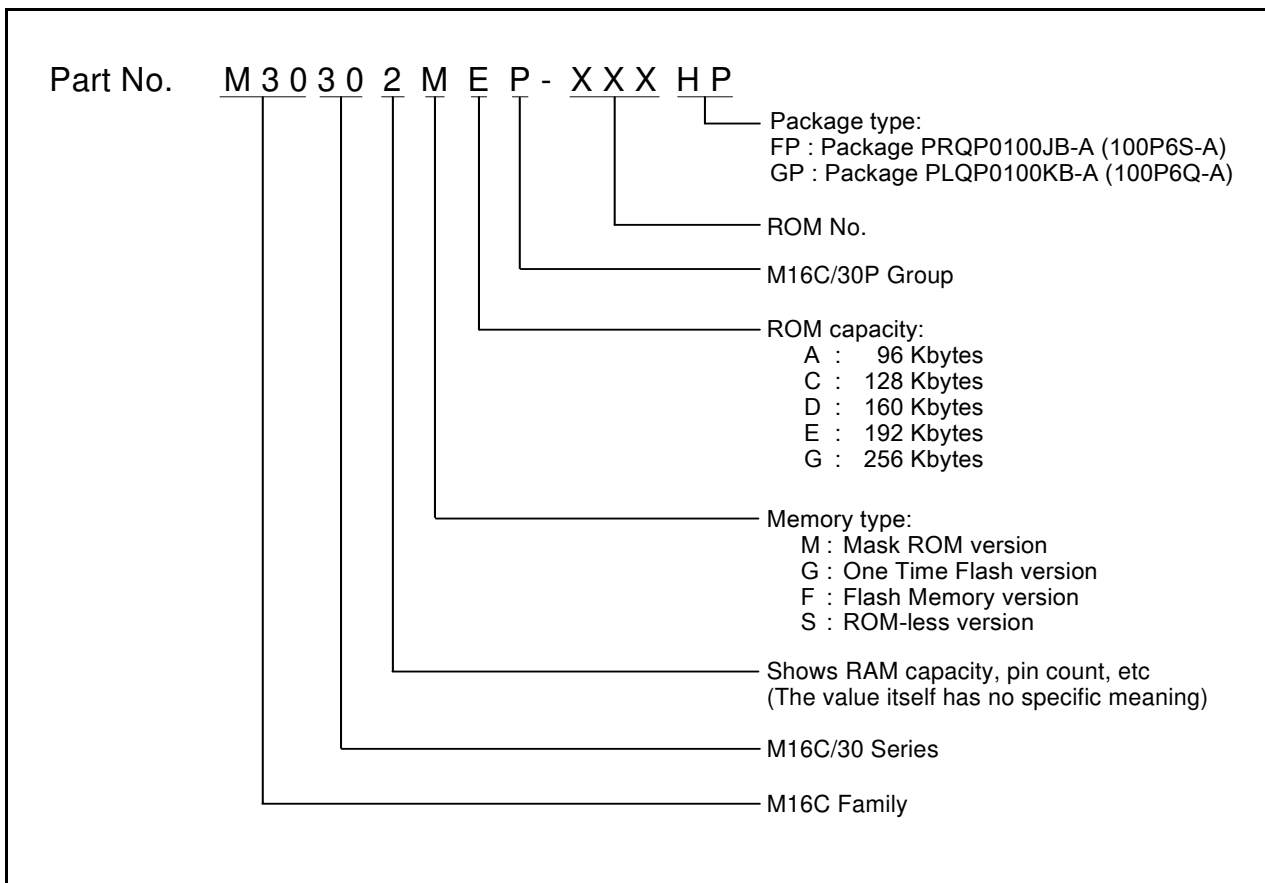 Part No. M 3 0 3 0 2 M E P - X X X H P
Package type:
FP : Package PRQP0100JB-A (100P6S-A)
GP : Package PLQP0100KB-A (100P6Q-A)
ROM No.
M16C/30P Group
ROM capacity:
A : 96 Kbytes
C : 128 Kbytes
D : 160 Kbytes
E : 192 Kbytes
G : 256 Kbytes
Memory type:
M : Mask ROM version
G : One Time Flash version
F : Flash Memory version
S : ROM-less version
Shows RAM capacity, pin count, etc
(The value itself has no specific meaning)
M16C/30 Series
M16C Family